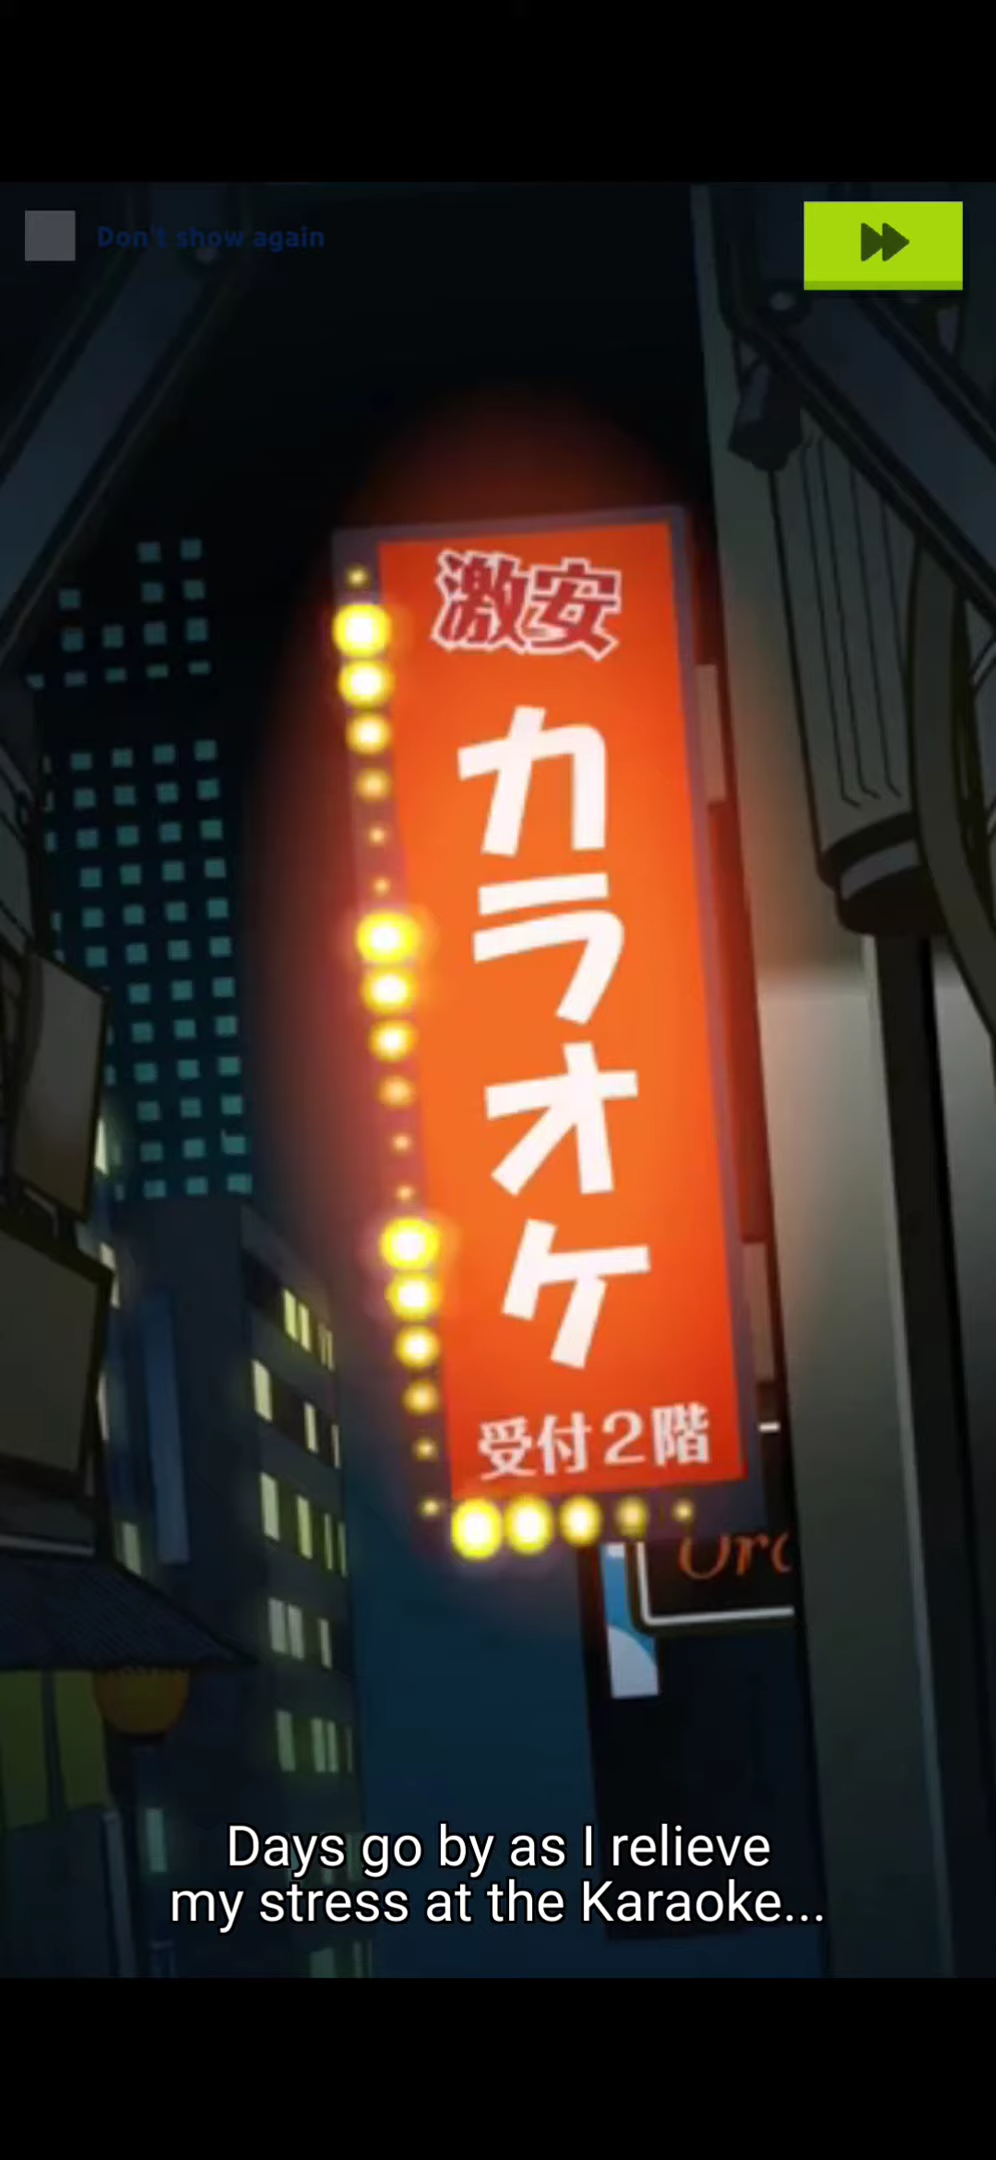 Don't show again
激安
カラオケ
受付2階
Days go by as I relieve
my stress at the Karaoke...